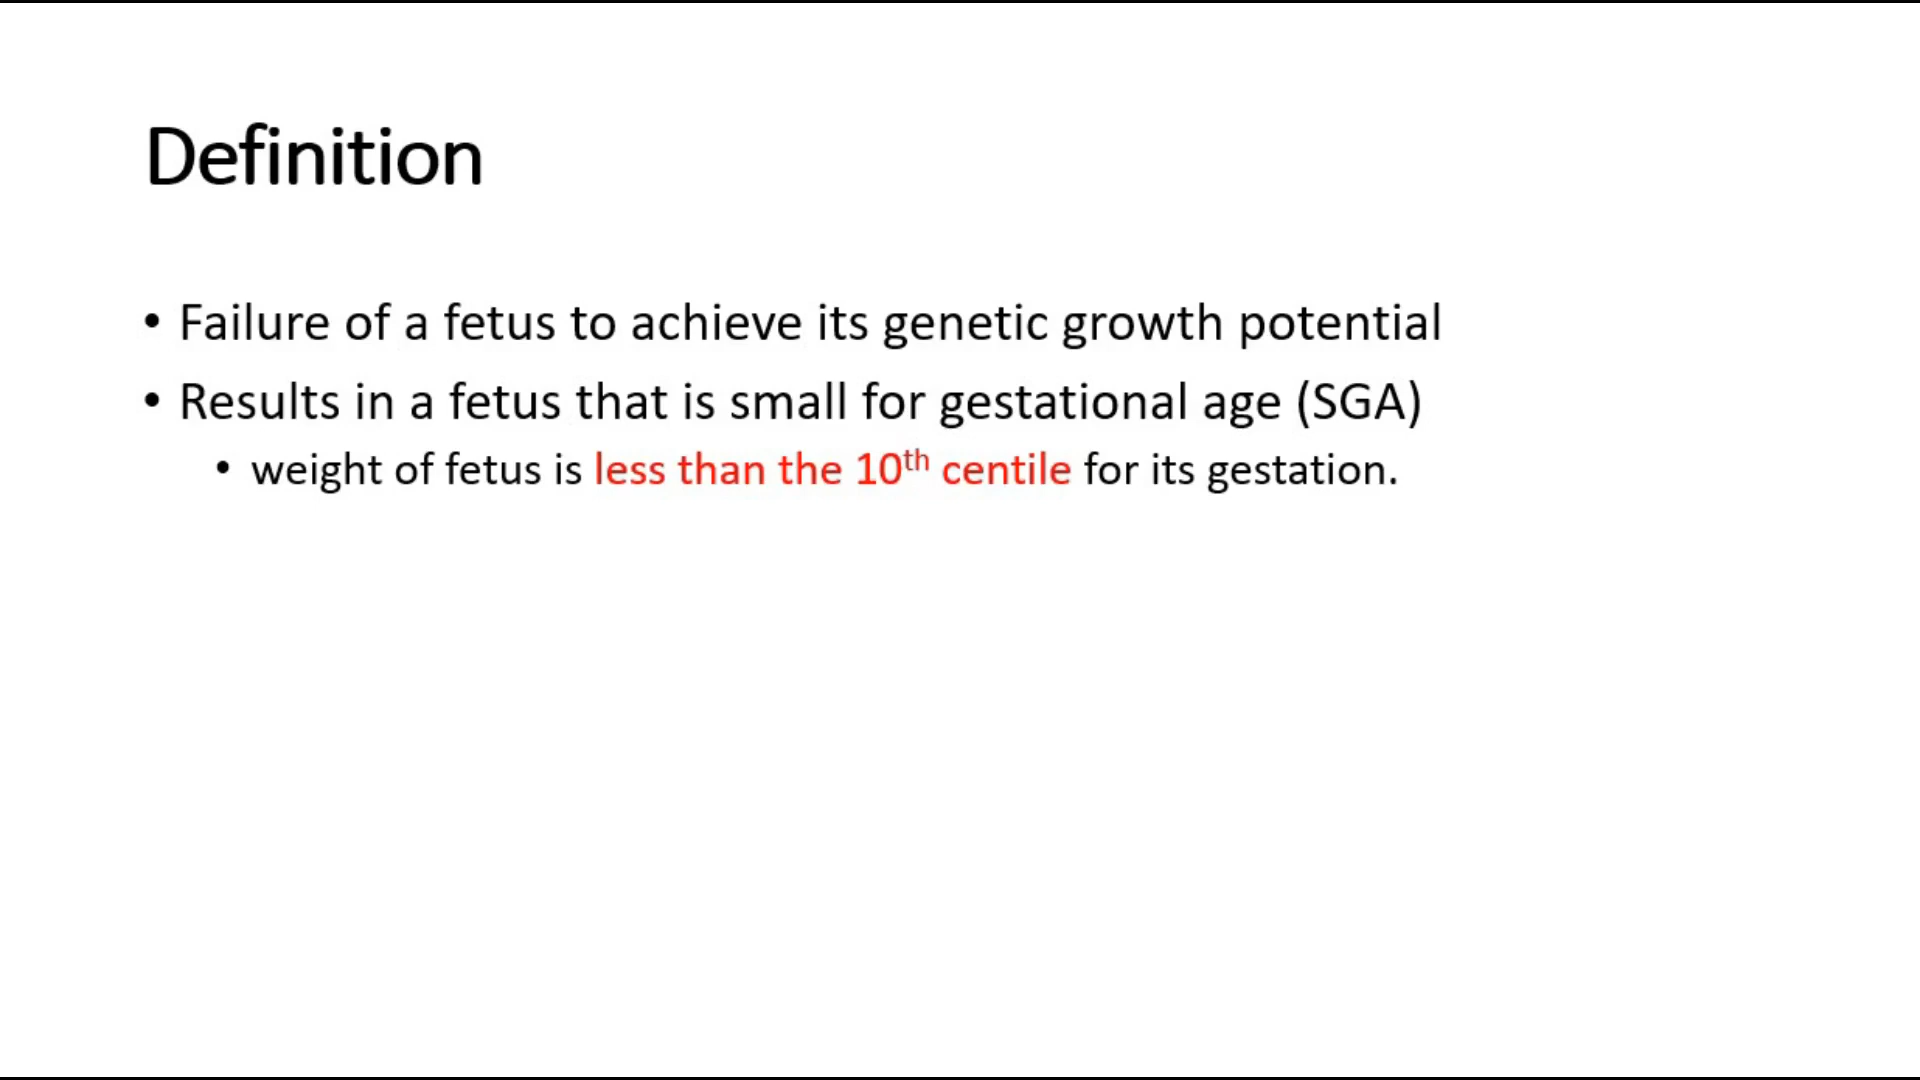 Definition
• Failure of a fetus to achieve its genetic growth potential
• Results in a fetus that is small for gestational age (SGA)
• weight of fetus is less than the 10th centile for its gestation.